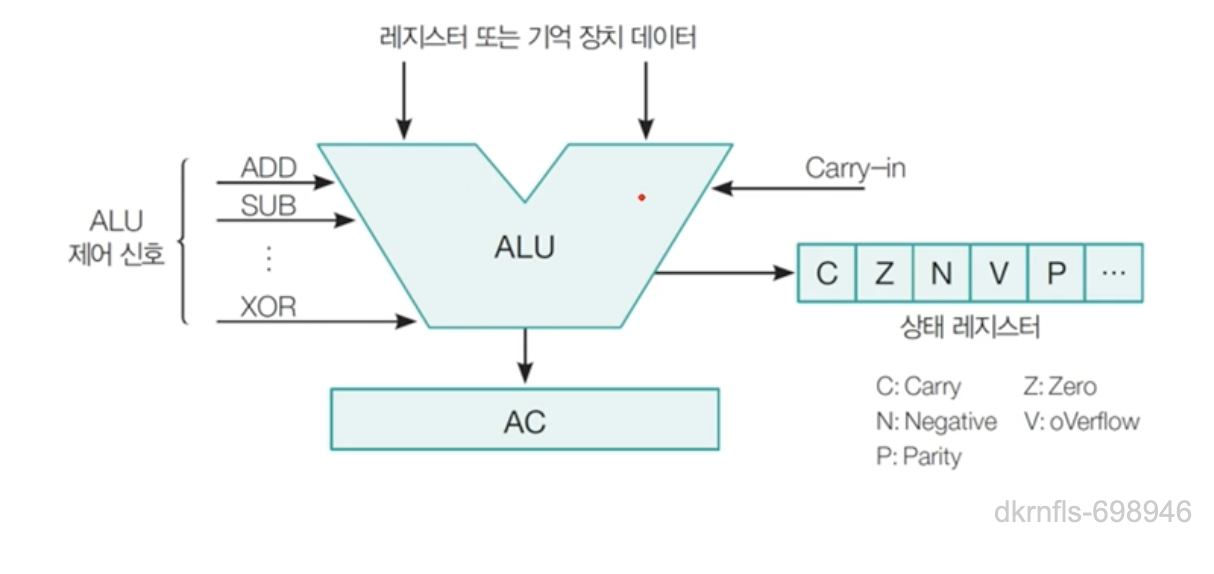 레지스터 또는 기억 장치 데이터
ADD
Carry-in
SUB
ALU
제어 신호
⋮
ALU
XOR
C Z N V P ···
상태 레지스터
AC
C: Carry Z: Zero
N: Negative V: oVerflow
P: Parity
dkrnfls-698946